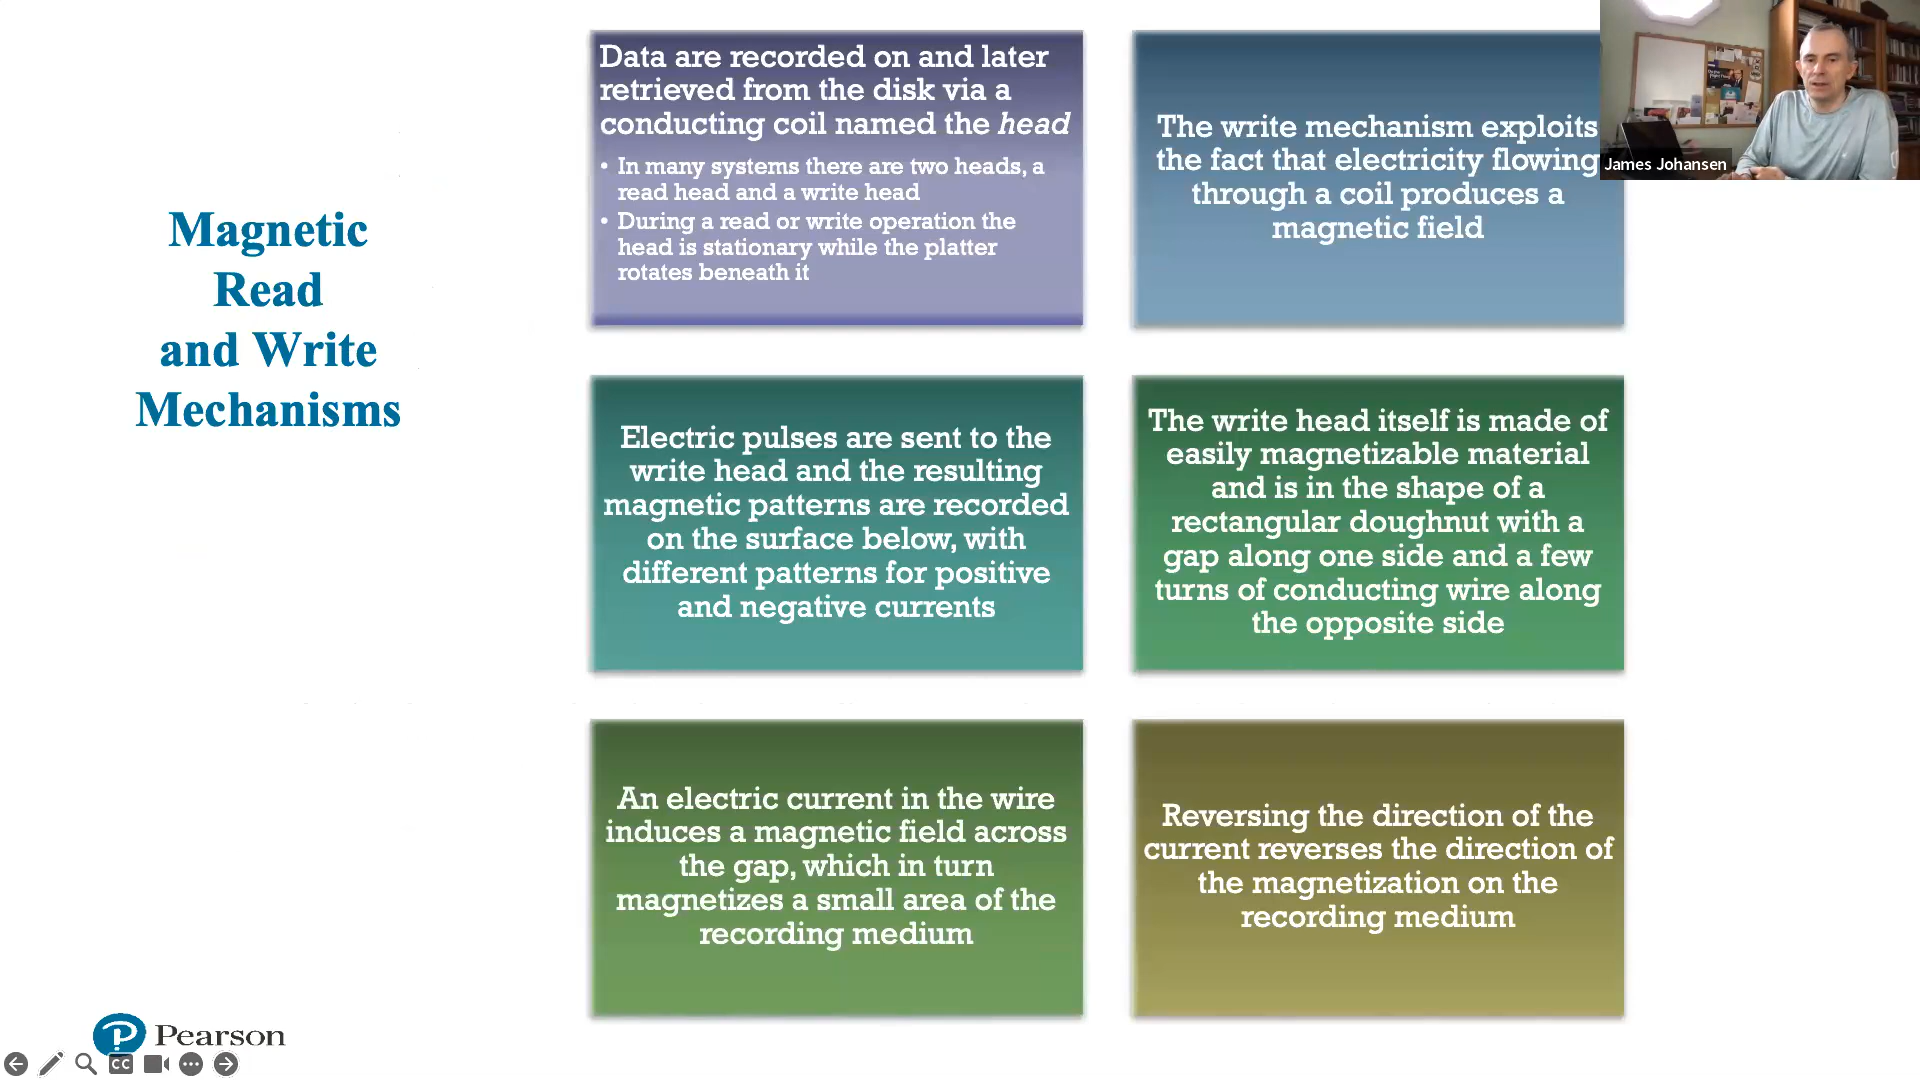 Magnetic
Read
and Write
Mechanisms
Data are recorded on and later
retrieved from the disk via a
conducting coil named the head
• In many systems there are two heads, a
read head and a write head
• During a read or write operation the
head is stationary while the platter
rotates beneath it
The write mechanism exploits
the fact that electricity flowing
through a coil produces a
magnetic field
James Johansen
Electric pulses are sent to the
write head and the resulting
magnetic patterns are recorded
on the surface below, with
different patterns for positive
and negative currents
The write head itself is made of
easily magnetizable material
and is in the shape of a
rectangular doughnut with a
gap along one side and a few
turns of conducting wire along
the opposite side
An electric current in the wire
induces a magnetic field across
the gap, which in turn
magnetizes a small area of the
recording medium
Reversing the direction of the
current reverses the direction of
the magnetization on the
recording medium
P Pearson
CC